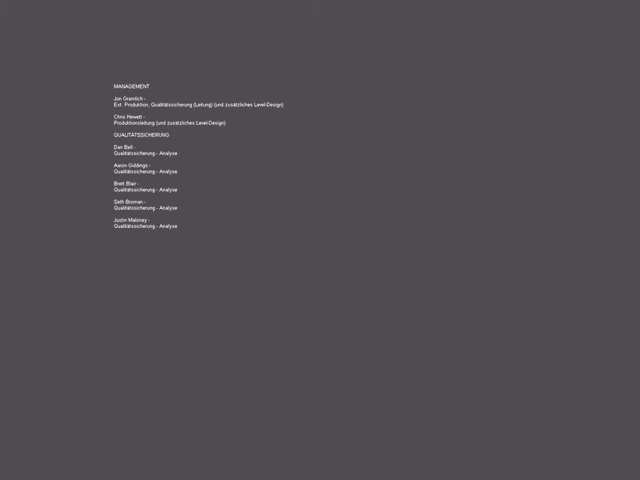 MANAGEMENT
Jon Gramlich -
Ext. Produktion, Qualitätssicherung (Leitung) (und zusätzliches Level-Design)
Chris Hewett -
Produktionsleitung (und zusätzliches Level-Design)
QUALITÄTSSICHERUNG
Dan Bell -
Qualitätssicherung - Analyse
Aaron Giddings -
Qualitätssicherung - Analyse
Brett Blair -
Qualitätssicherung - Analyse
Seth Broman -
Qualitätssicherung - Analyse
Justin Maloney -
Qualitätssicherung - Analyse